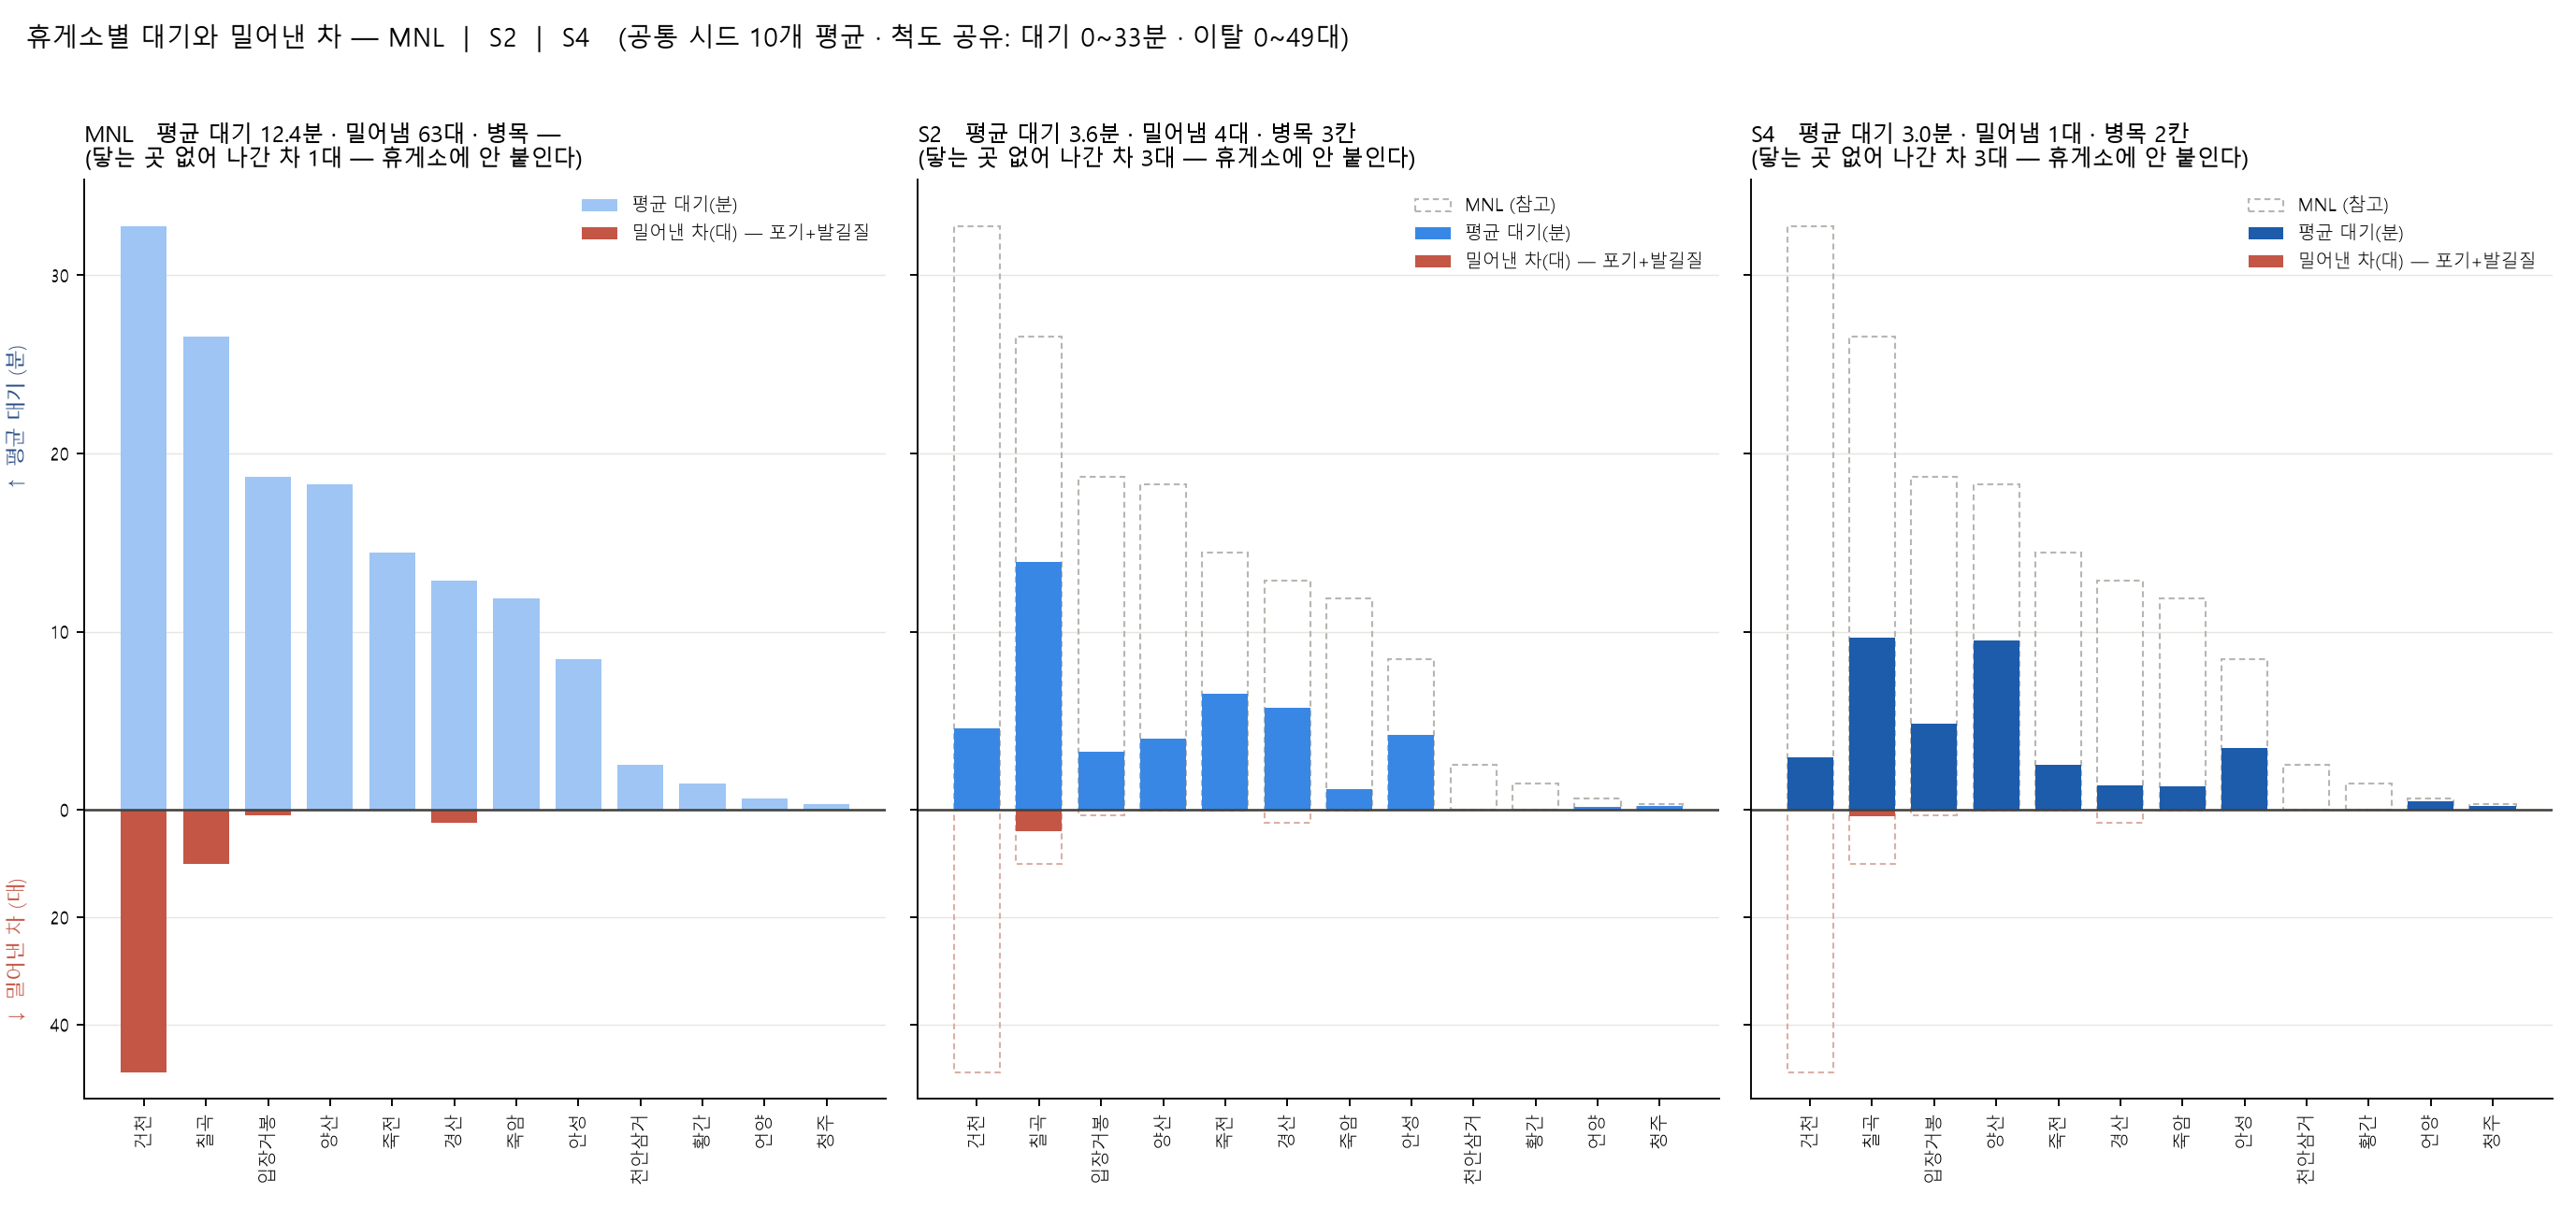 휴게소별 대기와 밀어낸 차 — MNL | S2 | S4 (공통 시드 10개 평균 · 척도 공유: 대기 0~33분 · 이탈 0~49대)
MNL 평균 대기 12.4분 · 밀어냄 63대 · 병목 —
(닿는 곳 없어 나간 차 1대 — 휴게소에 안 붙인다)
평균 대기(분)
밀어낸 차(대) — 포기+발길질
↑ 평균 대기 (분)
↓ 밀어낸 차 (대)
30
20
10
0
20
40
건천
칠곡
입장거봉
양산
죽전
경산
죽암
안성
천안삼거
황간
언양
청주
S2 평균 대기 3.6분 · 밀어냄 4대 · 병목 3칸
(닿는 곳 없어 나간 차 3대 — 휴게소에 안 붙인다)
MNL (참고)
평균 대기(분)
밀어낸 차(대) — 포기+발길질
건천
칠곡
입장거봉
양산
죽전
경산
죽암
안성
천안삼거
황간
언양
청주
S4 평균 대기 3.0분 · 밀어냄 1대 · 병목 2칸
(닿는 곳 없어 나간 차 3대 — 휴게소에 안 붙인다)
MNL (참고)
평균 대기(분)
밀어낸 차(대) — 포기+발길질
건천
칠곡
입장거봉
양산
죽전
경산
죽암
안성
천안삼거
황간
언양
청주